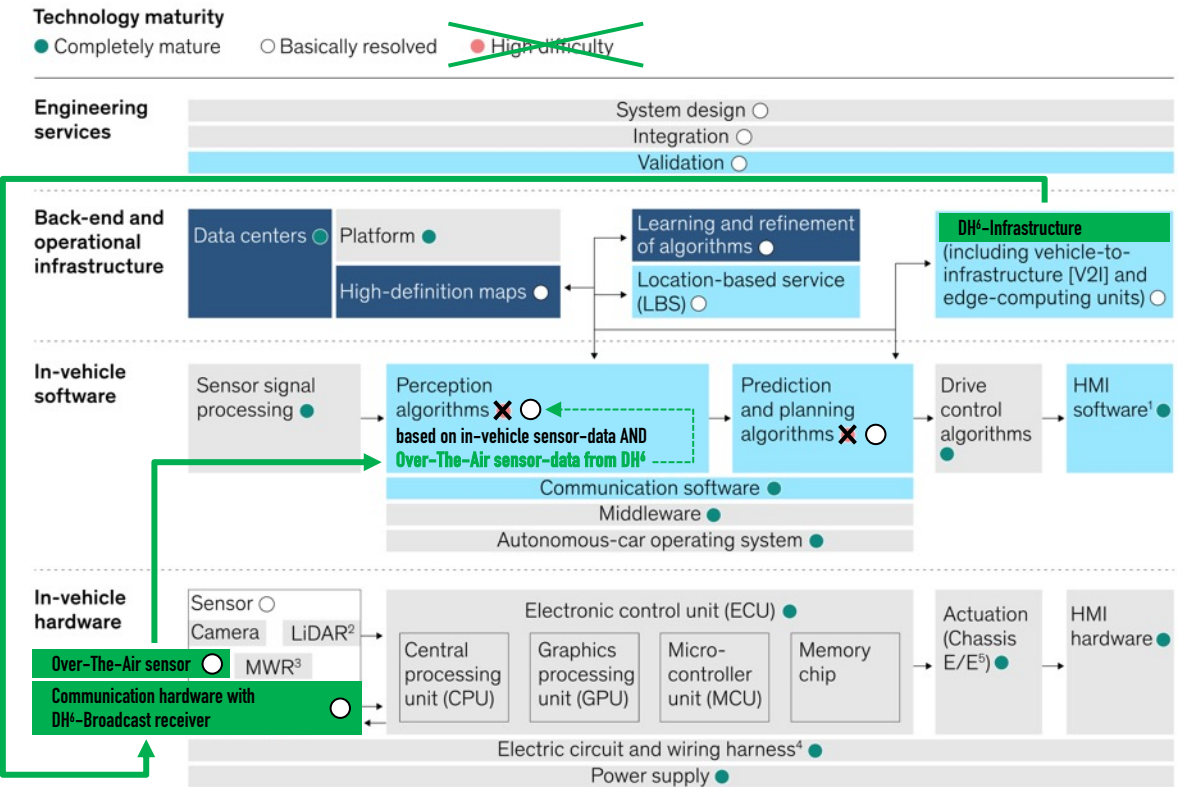 Technology maturity
Completely mature
Basically resolved
High difficulty
Engineering
services
System design
Integration
Validation
Back-end and
operational
infrastructure
Data centers
Platform
High-definition maps
Learning and refinement
of algorithms
Location-based service
(LBS)
DH⁶-Infrastructure
(including vehicle-to-
infrastructure [V2I] and
edge-computing units)
In-vehicle
software
Sensor signal
processing
Perception
algorithms
based on in-vehicle sensor-data AND
Over-The-Air sensor-data from DH⁶
Prediction
and planning
algorithms
Drive
control
algorithms
HMI
software¹
Communication software
Middleware
Autonomous-car operating system
In-vehicle
hardware
Sensor
Camera
LiDAR²
Over-The-Air sensor
MWR³
Communication hardware with
DH⁶-Broadcast receiver
Electronic control unit (ECU)
Central
processing
unit (CPU)
Graphics
processing
unit (GPU)
Micro-
controller
unit (MCU)
Memory
chip
Actuation
(Chassis
E/E⁵)
HMI
hardware
Electric circuit and wiring harness⁴
Power supply